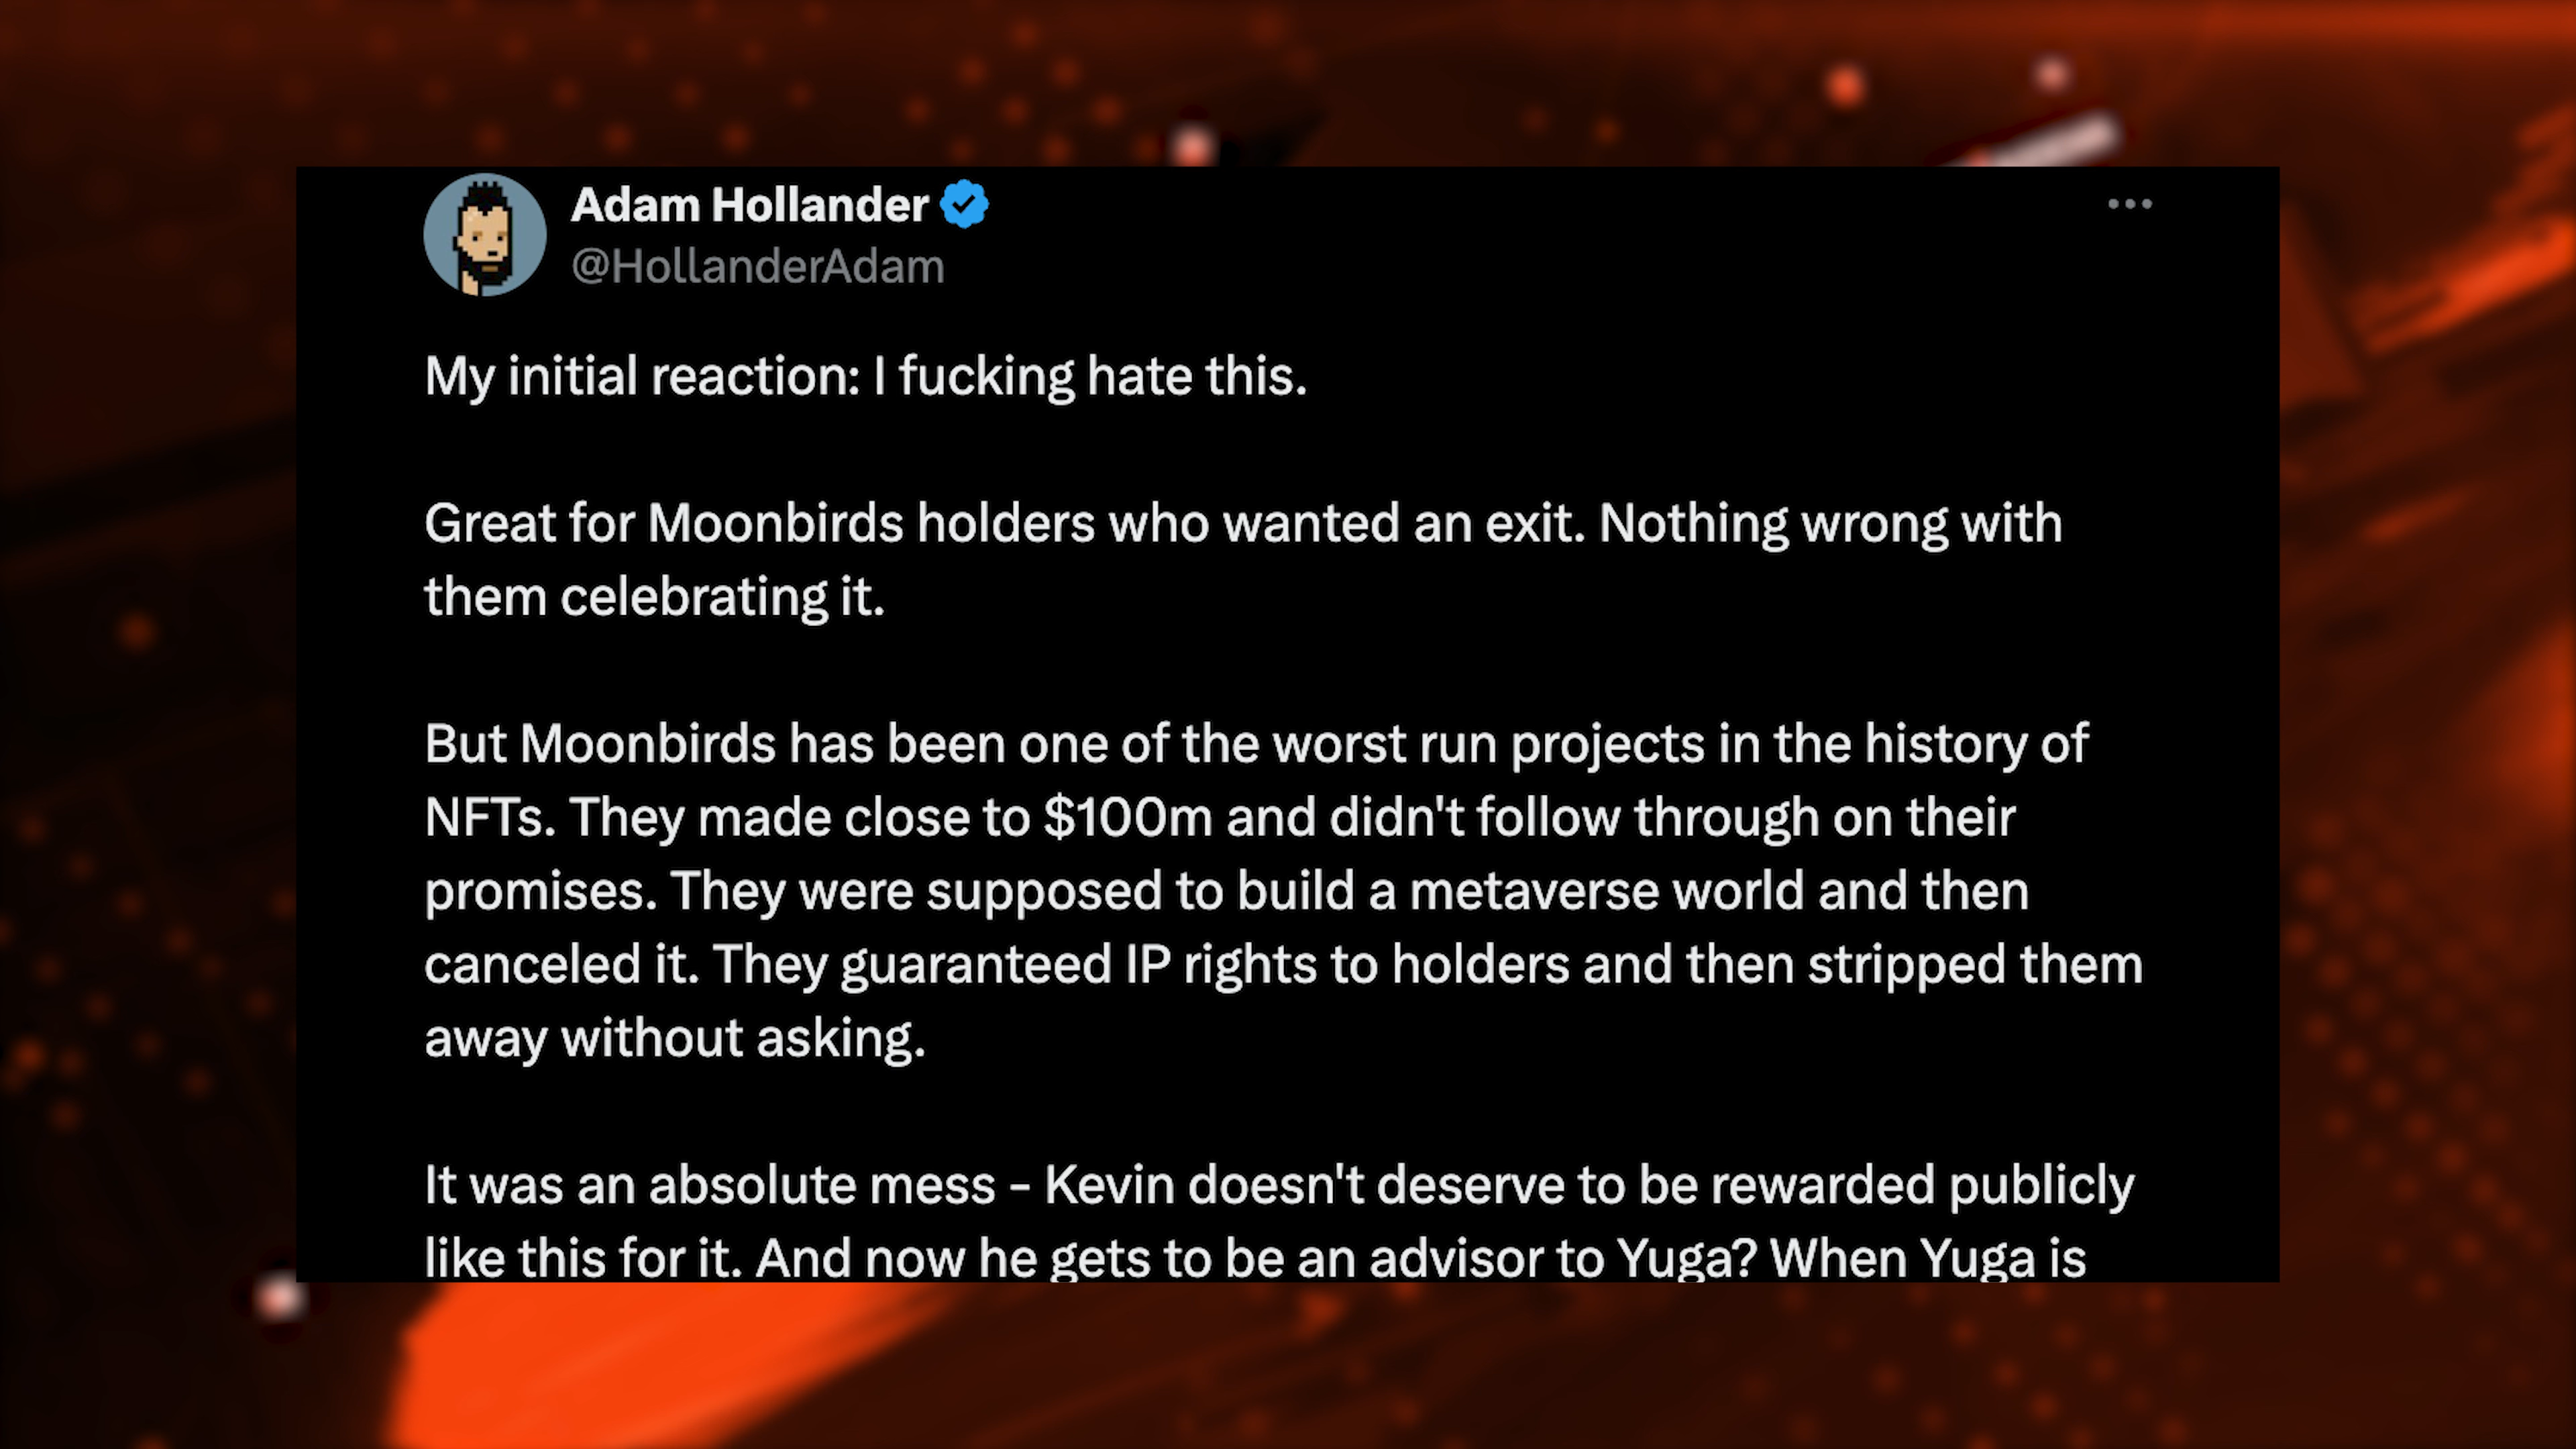 Adam Hollander
@HollanderAdam
My initial reaction: I fucking hate this.
Great for Moonbirds holders who wanted an exit. Nothing wrong with
them celebrating it.
But Moonbirds has been one of the worst run projects in the history of
NFTs. They made close to $100m and didn't follow through on their
promises. They were supposed to build a metaverse world and then
canceled it. They guaranteed IP rights to holders and then stripped them
away without asking.
It was an absolute mess - Kevin doesn't deserve to be rewarded publicly
like this for it. And now he gets to be an advisor to Yuga? When Yuga is